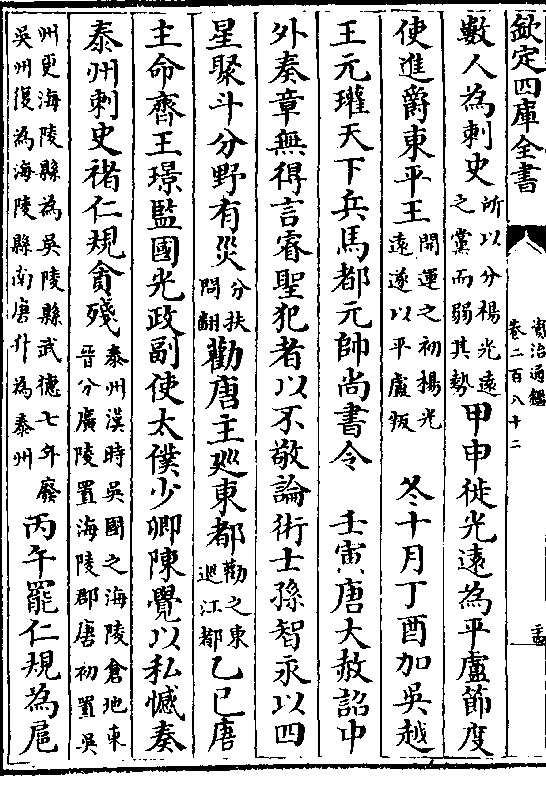 欽定四庫全書
資治通鑑
卷二百八十二
數人為刺史所以分楊光遠之黨而弱其勢甲申徙光遠為平盧節度
使進爵東平王開運之初楊光遠遂以平盧叛 冬十月丁酉加吳越
王元瓘天下兵馬都元帥尚書令 壬寅唐大赦詔中
外奏章無得言睿聖犯者以不敬論術士孫智永以四
星聚斗分野有災分扶問翻勸唐主廵東都勸之東廵江都乙巳唐
主命齊王璟監國光政副使太僕少卿陳覺以私憾奏
泰州刺史褚仁規貪殘泰州漢時吳國之海陵倉地東晉分廣陵置海陵郡唐初置吳
州更海陵縣為吳陵縣武德七年廢吳州復為海陵縣南唐升為泰州丙午罷仁規為扈